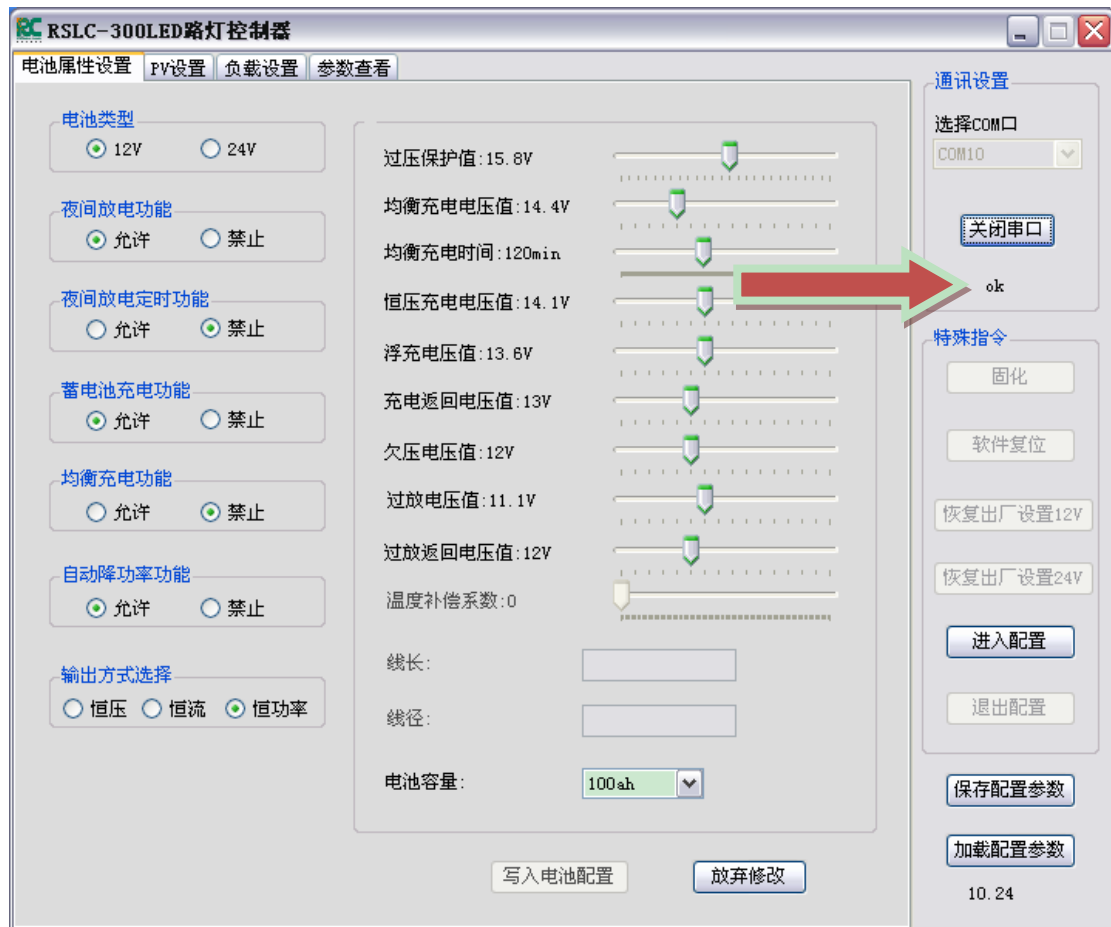 RC RSLC-300LED路灯控制器
电池属性设置 PV设置 负载设置 参数查看
电池类型
12V 24V
夜间放电功能
允许 禁止
夜间放电定时功能
允许 禁止
蓄电池充电功能
允许 禁止
均衡充电功能
允许 禁止
自动降功率功能
允许 禁止
输出方式选择
恒压 恒流 恒功率
过压保护值:15.8V
均衡充电电压值:14.4V
均衡充电时间:120min
恒压充电电压值:14.1V
浮充电压值:13.6V
充电返回电压值:13V
欠压电压值:12V
过放电压值:11.1V
过放返回电压值:12V
温度补偿系数:0
线长:
线径:
电池容量: 100ah
写入电池配置 放弃修改
通讯设置
选择COM口
COM10
关闭串口
ok
特殊指令
固化
软件复位
恢复出厂设置12V
恢复出厂设置24V
进入配置
退出配置
保存配置参数
加载配置参数
10.24